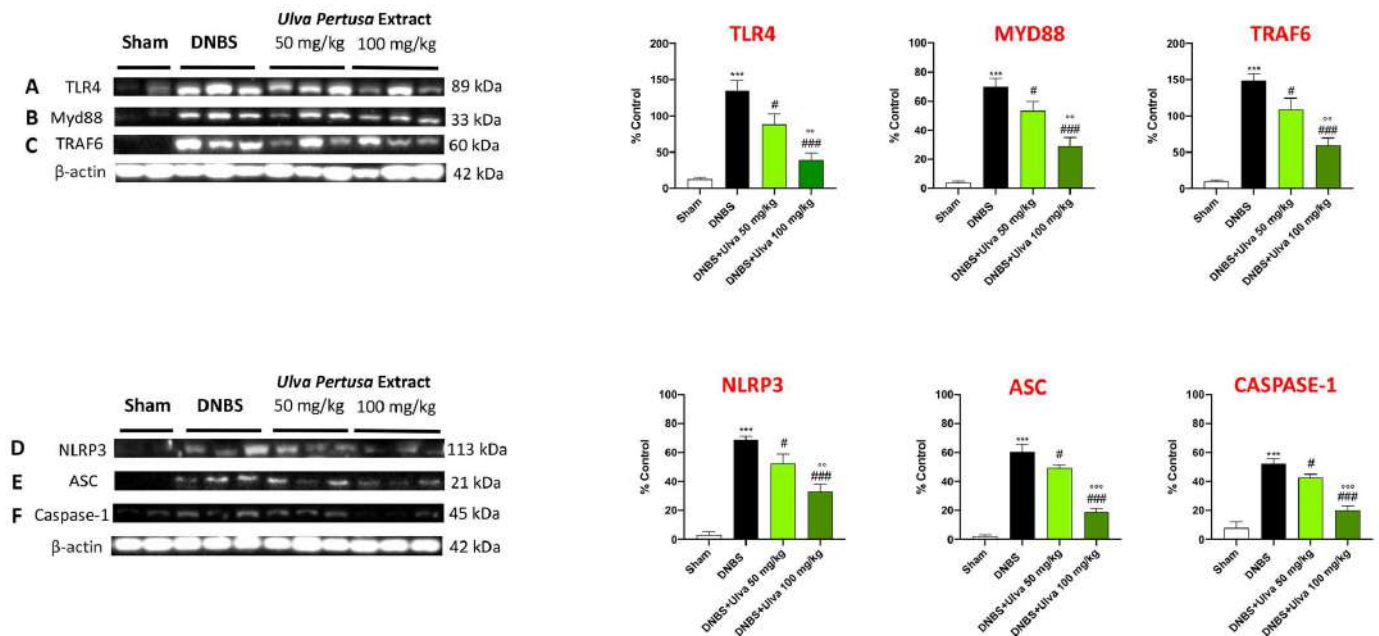 Ulva Pertusa Extract
Sham DNBS 50 mg/kg 100 mg/kg
A TLR4 89 kDa
B Myd88 33 kDa
C TRAF6 60 kDa
β-actin 42 kDa
TLR4
% Control
200
150
100
50
0
***
#
°°
###
Sham
DNBS
DNBS+Ulva 50 mg/kg
DNBS+Ulva 100 mg/kg
MYD88
% Control
100
80
60
40
20
0
***
#
°°
###
Sham
DNBS
DNBS+Ulva 50 mg/kg
DNBS+Ulva 100 mg/kg
TRAF6
% Control
200
150
100
50
0
***
#
°°
###
Sham
DNBS
DNBS+Ulva 50 mg/kg
DNBS+Ulva 100 mg/kg
Ulva Pertusa Extract
Sham DNBS 50 mg/kg 100 mg/kg
D NLRP3 113 kDa
E ASC 21 kDa
F Caspase-1 45 kDa
β-actin 42 kDa
NLRP3
% Control
100
80
60
40
20
0
***
#
°°
###
Sham
DNBS
DNBS+Ulva 50 mg/kg
DNBS+Ulva 100 mg/kg
ASC
% Control
100
80
60
40
20
0
***
#
°°°
###
Sham
DNBS
DNBS+Ulva 50 mg/kg
DNBS+Ulva 100 mg/kg
CASPASE-1
% Control
100
80
60
40
20
0
***
#
°°°
###
Sham
DNBS
DNBS+Ulva 50 mg/kg
DNBS+Ulva 100 mg/kg